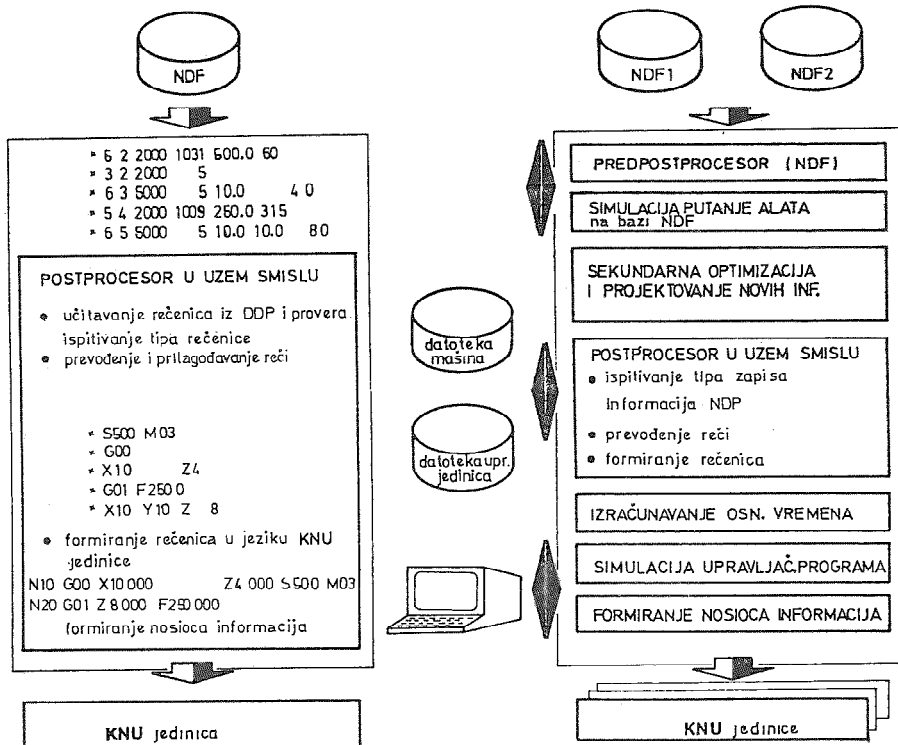 NDF
* 6 2 2000 1031 600.0 60
* 3 2 2000 5
* 6 3 5000 5 10.0 4 0
* 5 4 2000 1009 250.0 315
* 6 5 5000 5 10.0 10.0 8 0
POSTPROCESOR U UZEM SMISLU
• učitavanje rečenica iz DDP i provera
ispitivanje tipa rečenice
• prevođenje i prilagođavanje reči
* S500 M03
* G00
* X10 Z4
* G01 F250 0
* X10 Y10 Z 8
• formiranje rečenica u jeziku KNU
jedinice
N10 G00 X10 000 Z4 000 S500 M03
N20 G01 Z 8 000 F250 000
formiranje nosioca informacija
KNU jedinica
datoteka
mašina
datoteka upr.
jedinica
NDF1
NDF2
PREDPOSTPROCESOR (NDF)
SIMULACIJA PUTANJE ALATA
na bazi NDF
SEKUNDARNA OPTIMIZACIJA
I PROJEKTOVANJE NOVIH INF.
POSTPROCESOR U UZEM SMISLU
• ispitivanje tipa zapisa
informacija NDP
• prevođenje reči
• formiranje rečenica
IZRAČUNAVANJE OSN. VREMENA
SIMULACIJA UPRAVLJAČ.PROGRAMA
FORMIRANJE NOSIOCA INFORMACIJA
KNU jedinice